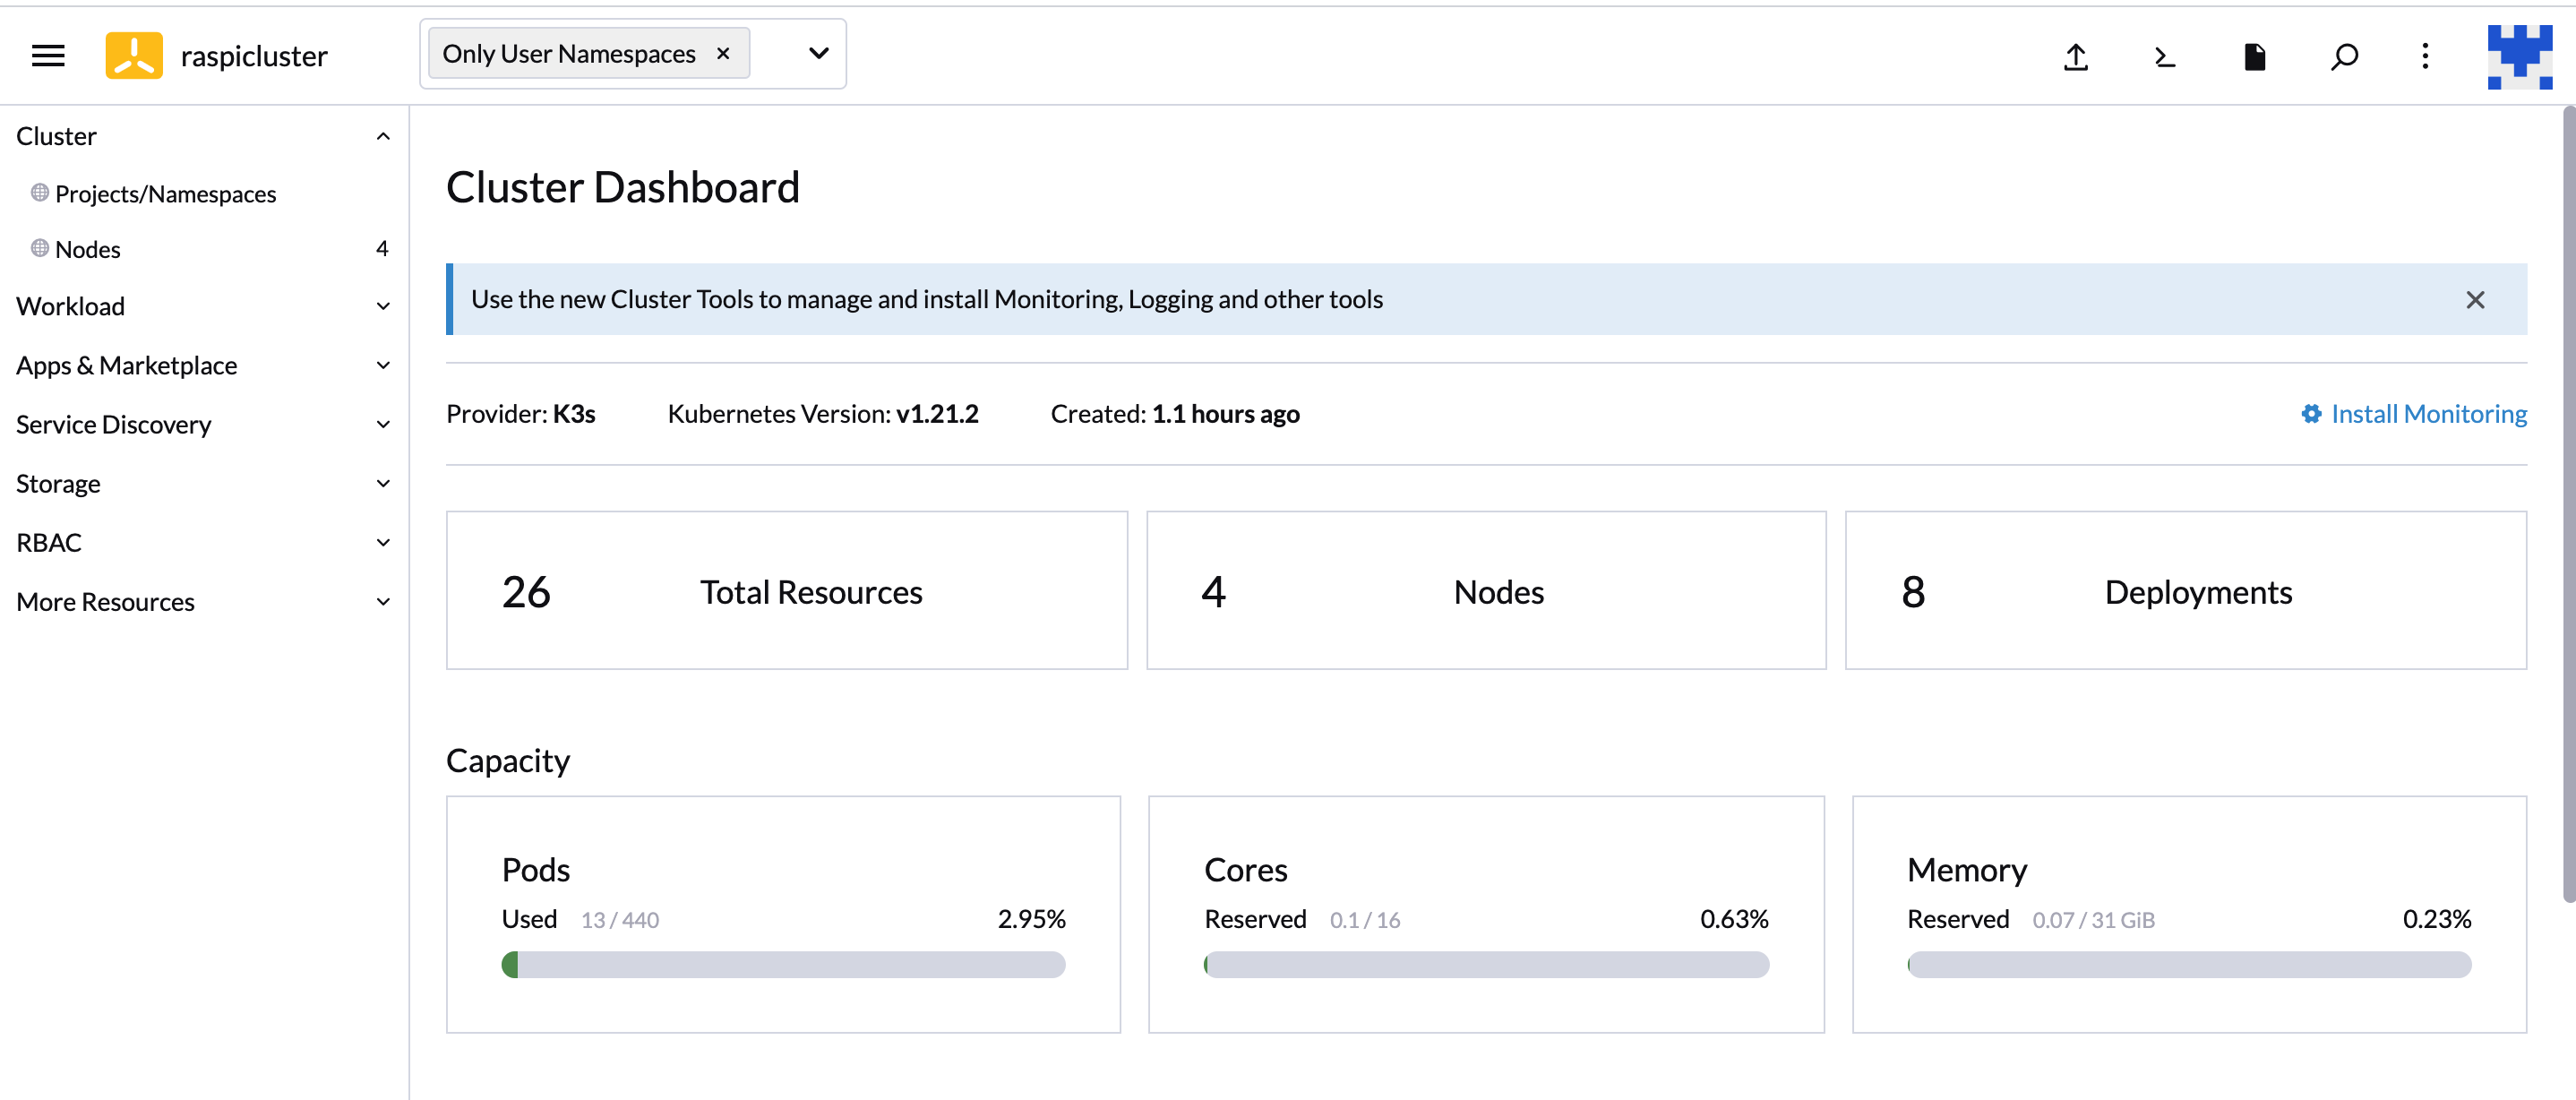 raspicluster
Only User Namespaces ×
Cluster
Projects/Namespaces
Nodes 4
Workload
Apps & Marketplace
Service Discovery
Storage
RBAC
More Resources
Cluster Dashboard
Use the new Cluster Tools to manage and install Monitoring, Logging and other tools
Provider: K3s Kubernetes Version: v1.21.2 Created: 1.1 hours ago Install Monitoring
26 Total Resources
4 Nodes
8 Deployments
Capacity
Pods
Used 13 / 440 2.95%
Cores
Reserved 0.1 / 16 0.63%
Memory
Reserved 0.07 / 31 GiB 0.23%